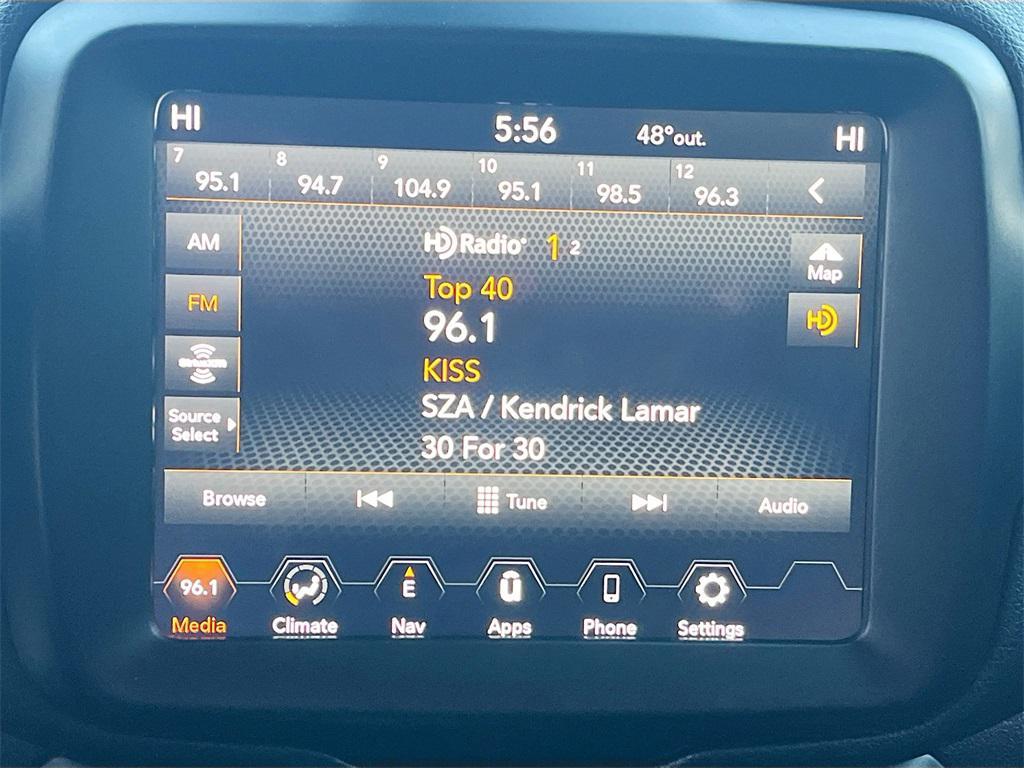 HI 5:56 48°out. HI
7 8 9 10 11 12
95.1 94.7 104.9 95.1 98.5 96.3
AM
HD Radio 1 2
Map
Top 40
FM
96.1
HD
KISS
SZA / Kendrick Lamar
Source
Select
30 For 30
Browse Tune Audio
96.1 E u
Media Climate Nav Apps Phone Settings